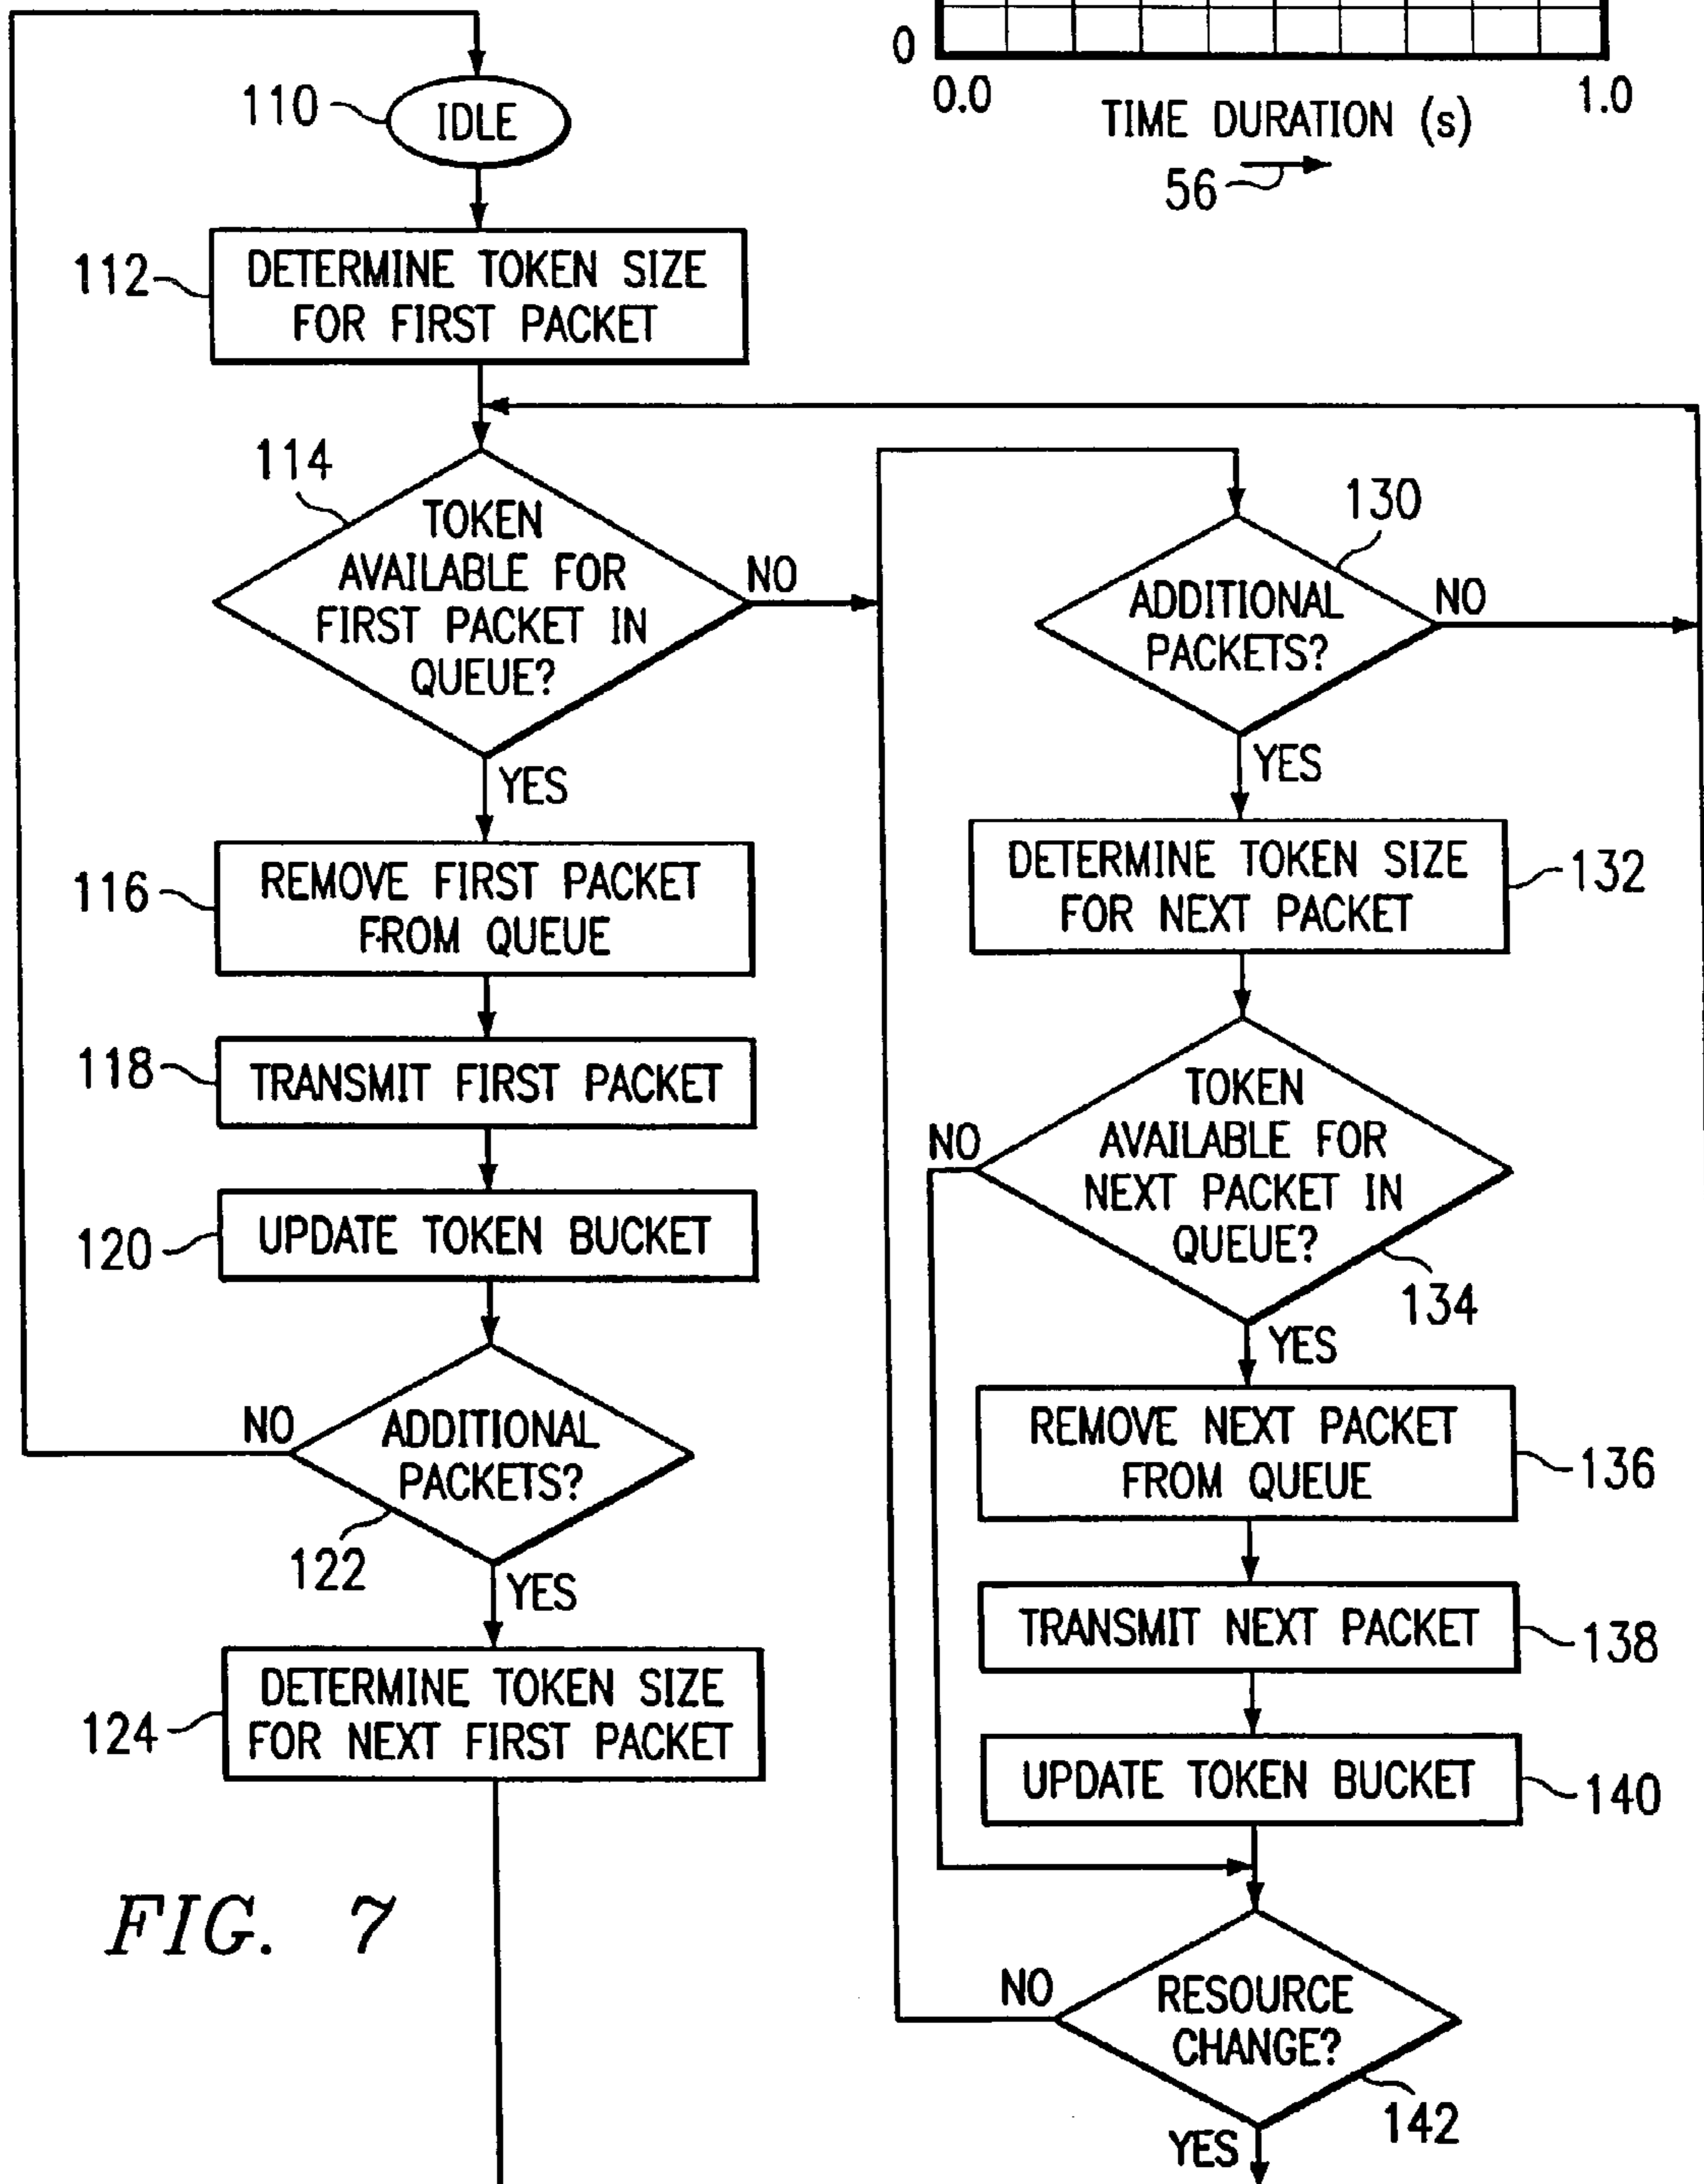 0
0.0
1.0
TIME DURATION (s)
56
110
IDLE
112
DETERMINE TOKEN SIZE
FOR FIRST PACKET
114
TOKEN
AVAILABLE FOR
FIRST PACKET IN
QUEUE?
NO
YES
116
REMOVE FIRST PACKET
FROM QUEUE
118
TRANSMIT FIRST PACKET
120
UPDATE TOKEN BUCKET
NO
ADDITIONAL
PACKETS?
122
YES
124
DETERMINE TOKEN SIZE
FOR NEXT FIRST PACKET
130
ADDITIONAL
PACKETS?
NO
YES
DETERMINE TOKEN SIZE
FOR NEXT PACKET
132
NO
TOKEN
AVAILABLE FOR
NEXT PACKET IN
QUEUE?
134
YES
REMOVE NEXT PACKET
FROM QUEUE
136
TRANSMIT NEXT PACKET
138
UPDATE TOKEN BUCKET
140
NO
RESOURCE
CHANGE?
142
YES
FIG. 7